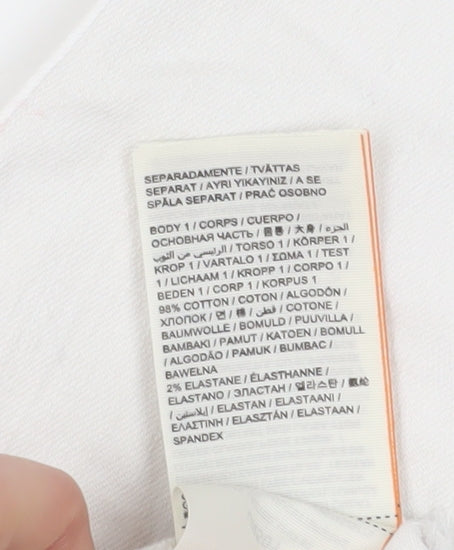 SEPARADAMENTE / TVÄTTAS
SEPARAT / AYRI YIKAYINIZ / A SE
SPĂLA SEPARAT / PRAĆ OSOBNO
BODY 1 / CORPS / CUERPO /
ОСНОВНАЯ ЧАСТЬ / 몸통 / 大身 / الجزء
الرئيسي من الثوب / TORSO 1 / KÖRPER 1 /
KROP 1 / VARTALO 1 / ΣΩΜΑ 1 / TEST
1 / LICHAAM 1 / KROPP 1 / CORPO 1 /
BEDEN 1 / CORP 1 / KORPUS 1
98% COTTON / COTON / ALGODÓN /
ХЛОПОК / 면 / 棉 / قطن / COTONE /
BAUMWOLLE / BOMULD / PUUVILLA /
ΒΑΜΒΑΚΙ / PAMUT / KATOEN / BOMULL
/ ALGODÃO / PAMUK / BUMBAC /
BAWEŁNA
2% ELASTANE / ÉLASTHANNE /
ELASTANO / ЭЛАСТАН / 엘라스탄 / 氨纶
/ إيلاستين / ELASTAN / ELASTAANI /
ΕΛΑΣΤΙΝΗ / ELASZTÁN / ELASTAAN /
SPANDEX